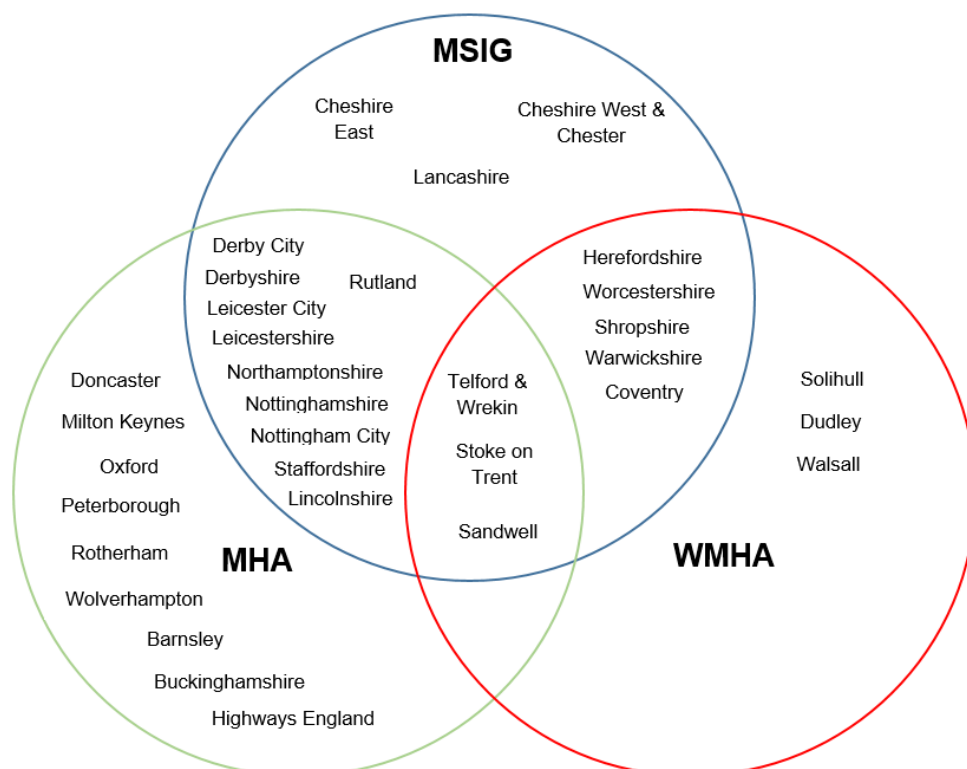 MSIG
Cheshire
East
Cheshire West &
Chester
Lancashire
Derby City
Derbyshire
Rutland
Leicester City
Leicestershire
Northamptonshire
Nottinghamshire
Nottingham City
Staffordshire
Lincolnshire
Herefordshire
Worcestershire
Shropshire
Warwickshire
Coventry
Telford &
Wrekin
Stoke on
Trent
Sandwell
Doncaster
Milton Keynes
Oxford
Peterborough
Rotherham
MHA
Wolverhampton
Barnsley
Buckinghamshire
Highways England
Solihull
Dudley
Walsall
WMHA